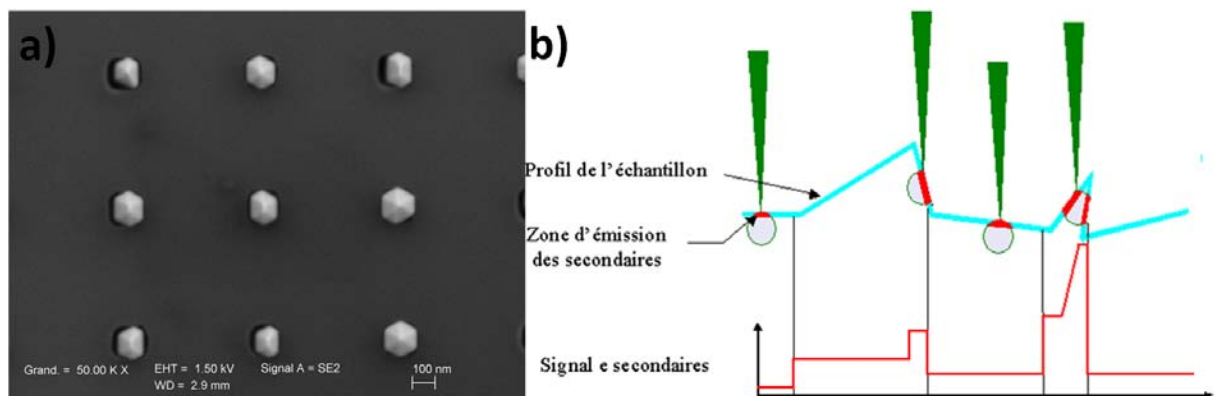 a)
Grand. = 50.00 K X
EHT = 1.50 kV
WD = 2.9 mm
Signal A = SE2
100 nm
b)
Profil de l’échantillon
Zone d’émission
des secondaires
Signal e secondaires